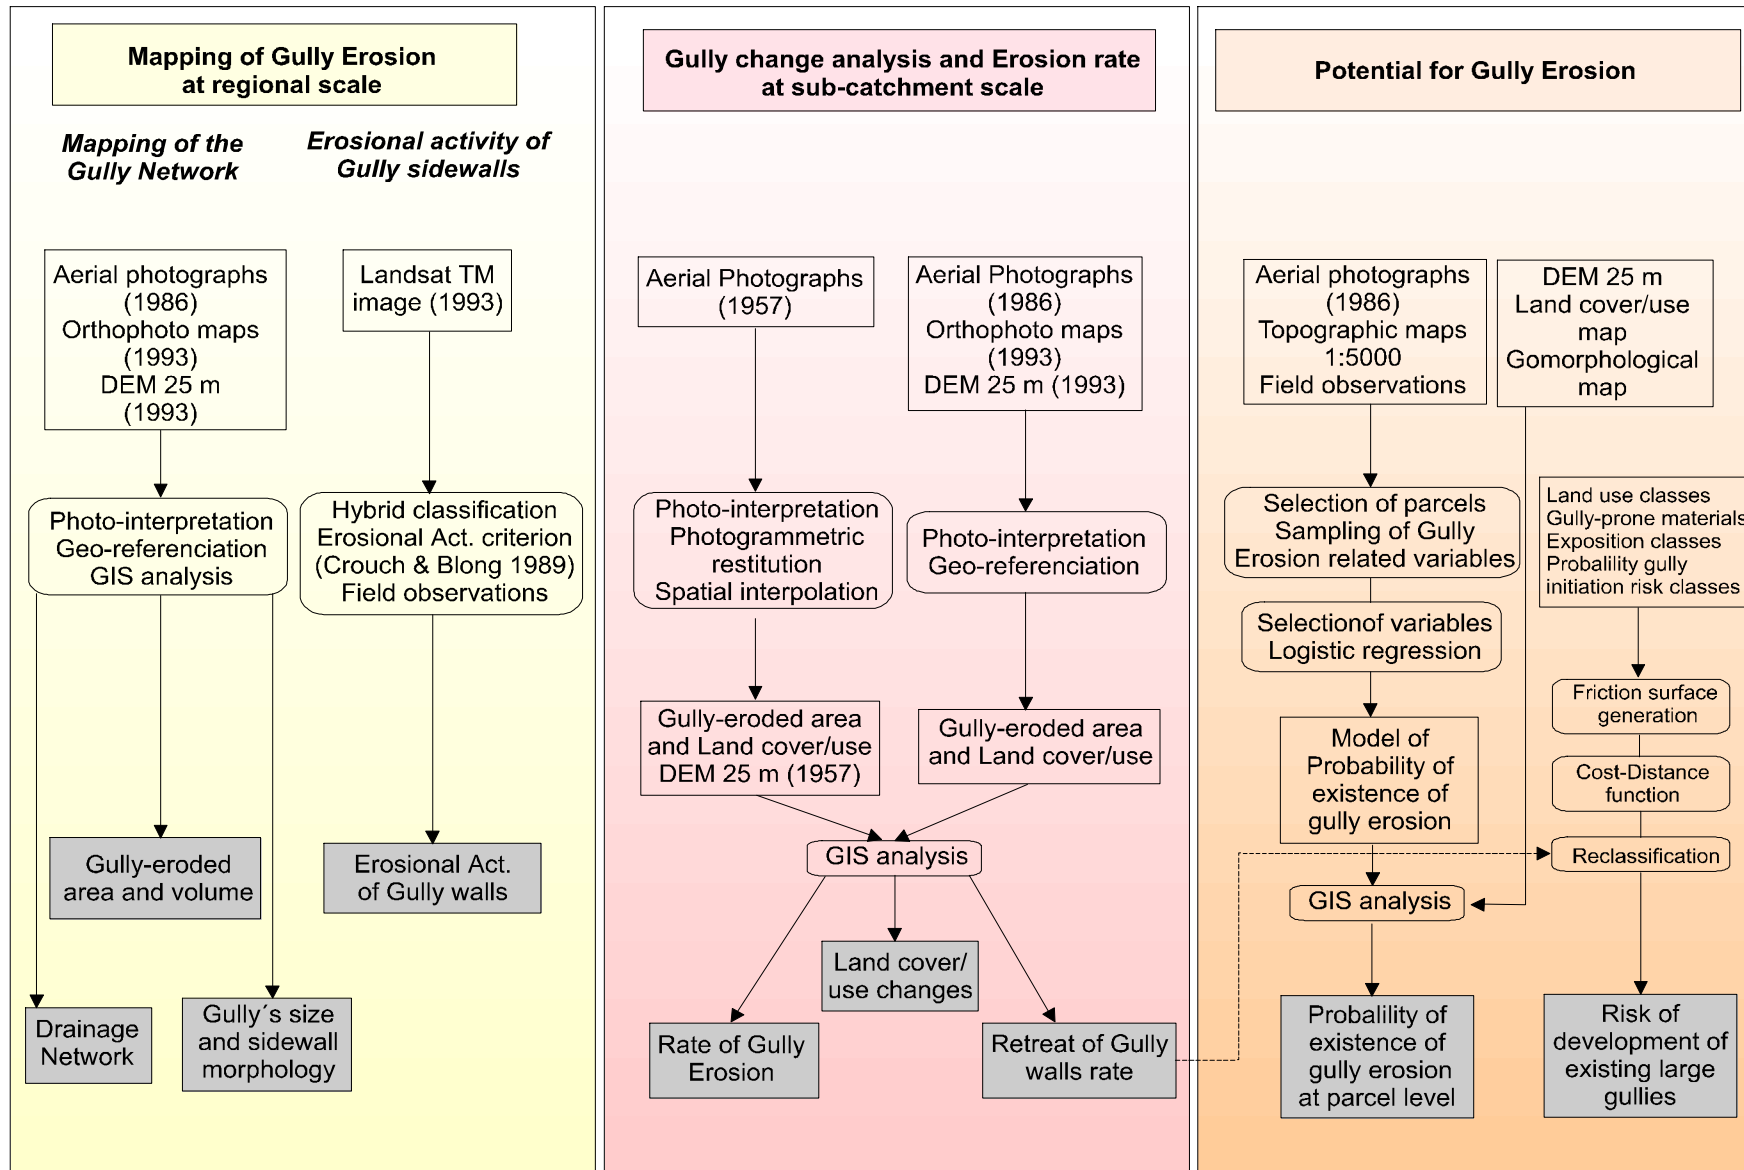 Mapping of Gully Erosion
at regional scale
Mapping of the
Gully Network
Erosional activity of
Gully sidewalls
Aerial photographs
(1986)
Orthophoto maps
(1993)
DEM 25 m
(1993)
Landsat TM
image (1993)
Photo-interpretation
Geo-referenciation
GIS analysis
Hybrid classification
Erosional Act. criterion
(Crouch & Blong 1989)
Field observations
Gully-eroded
area and volume
Erosional Act.
of Gully walls
Drainage
Network
Gully´s size
and sidewall
morphology
Gully change analysis and Erosion rate
at sub-catchment scale
Aerial Photographs
(1957)
Aerial Photographs
(1986)
Orthophoto maps
(1993)
DEM 25 m (1993)
Photo-interpretation
Photogrammetric
restitution
Spatial interpolation
Photo-interpretation
Geo-referenciation
Gully-eroded area
and Land cover/use
DEM 25 m (1957)
Gully-eroded area
and Land cover/use
GIS analysis
Land cover/
use changes
Rate of Gully
Erosion
Retreat of Gully
walls rate
Potential for Gully Erosion
Aerial photographs
(1986)
Topographic maps
1:5000
Field observations
DEM 25 m
Land cover/use
map
Gomorphological
map
Selection of parcels
Sampling of Gully
Erosion related variables
Land use classes
Gully-prone materials
Exposition classes
Probalility gully
initiation risk classes
Selectionof variables
Logistic regression
Friction surface
generation
Model of
Probability of
existence of
gully erosion
Cost-Distance
function
Reclassification
GIS analysis
Probalility of
existence of
gully erosion
at parcel level
Risk of
development of
existing large
gullies